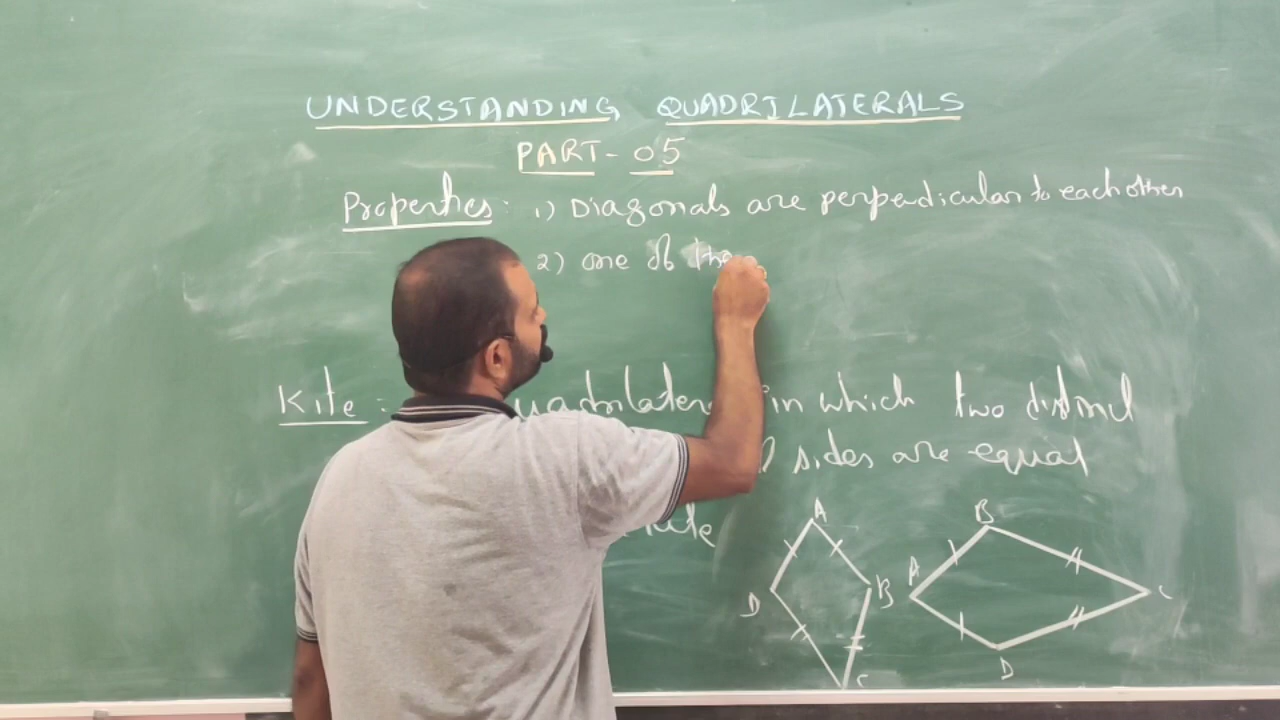 UNDERSTANDING QUADRILATERALS
PART-05
Properties: 1) Diagonals are perpendicular to each other
2) one of the
Kite : in which two distinct
sides are equal
A
B
C
D
A
B
C
D